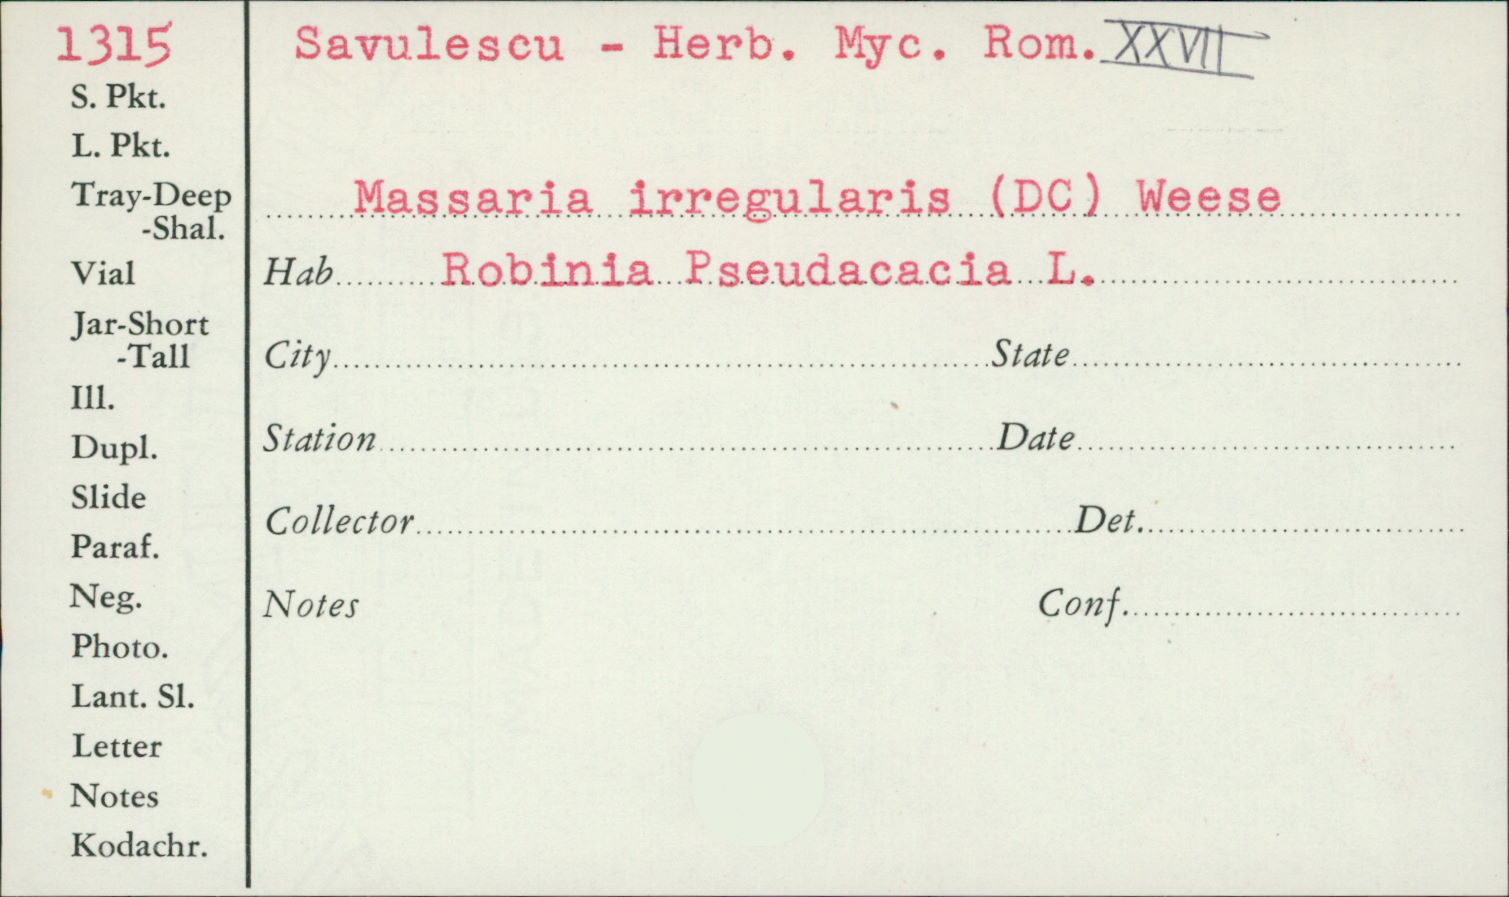 1315 Savulescu - Herb. Myc. Rom. XXVII
S. Pkt.
L. Pkt.
Tray-Deep
-Shal.
Massaria irregularis (DC) Weese
Vial
Hab Robinia Pseudacacia L.
Jar-Short
-Tall
City State
Ill.
Dupl.
Station Date
Slide
Collector Det.
Paraf.
Neg.
Notes Conf.
Photo.
Lant. Sl.
Letter
Notes
Kodachr.